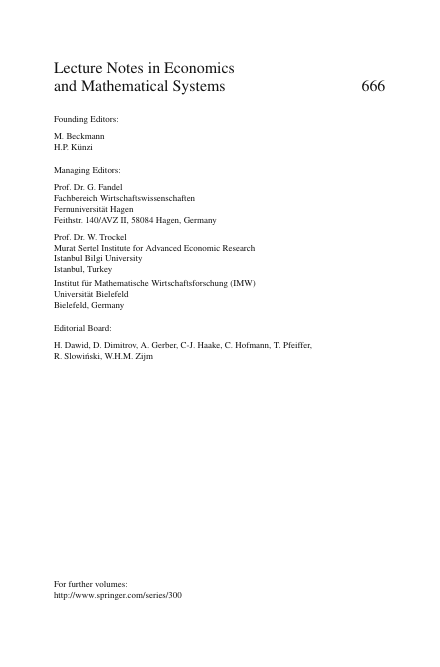 Lecture Notes in Economics
and Mathematical Systems 666
Founding Editors:
M. Beckmann
H.P. Künzi
Managing Editors:
Prof. Dr. G. Fandel
Fachbereich Wirtschaftswissenschaften
Fernuniversität Hagen
Feithstr. 140/AVZ II, 58084 Hagen, Germany
Prof. Dr. W. Trockel
Murat Sertel Institute for Advanced Economic Research
Istanbul Bilgi University
Istanbul, Turkey
Institut für Mathematische Wirtschaftsforschung (IMW)
Universität Bielefeld
Bielefeld, Germany
Editorial Board:
H. Dawid, D. Dimitrov, A. Gerber, C-J. Haake, C. Hofmann, T. Pfeiffer,
R. Slowiński, W.H.M. Zijm
For further volumes:
http://www.springer.com/series/300